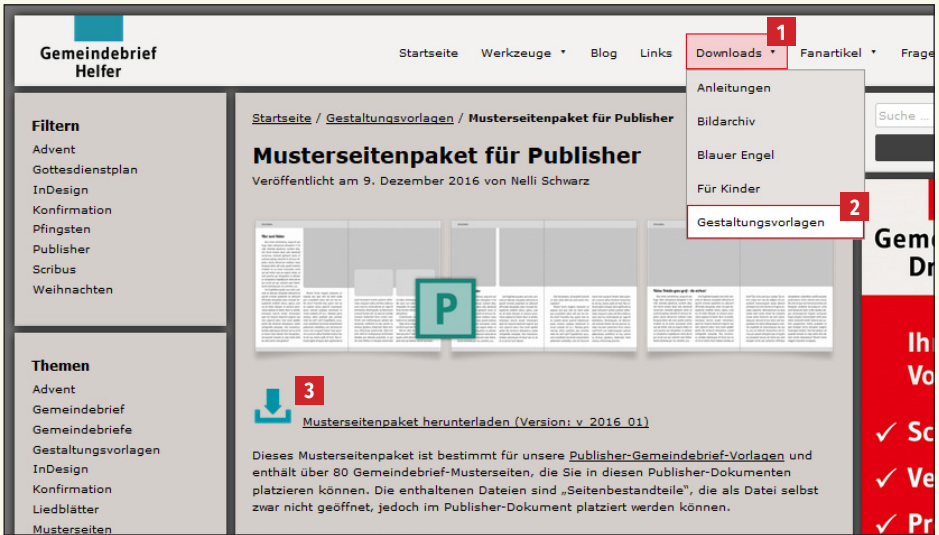 Gemeindebrief
Helfer
Startseite Werkzeuge Blog Links Downloads Fanartikel Frage
1
Anleitungen
Bildarchiv
Blauer Engel
Für Kinder
Gestaltungsvorlagen
2
Filtern
Advent
Gottesdienstplan
InDesign
Konfirmation
Pfingsten
Publisher
Scribus
Weihnachten
Themen
Advent
Gemeindebrief
Gemeindebriefe
Gestaltungsvorlagen
InDesign
Konfirmation
Liedblätter
Musterseiten
Startseite / Gestaltungsvorlagen / Musterseitenpaket für Publisher
Musterseitenpaket für Publisher
Veröffentlicht am 9. Dezember 2016 von Nelli Schwarz
P
3
Musterseitenpaket herunterladen (Version: v_2016_01)
Dieses Musterseitenpaket ist bestimmt für unsere Publisher-Gemeindebrief-Vorlagen und
enthält über 80 Gemeindebrief-Musterseiten, die Sie in diesen Publisher-Dokumenten
platzieren können. Die enthaltenen Dateien sind „Seitenbestandteile“, die als Datei selbst
zwar nicht geöffnet, jedoch im Publisher-Dokument platziert werden können.
Suche ...
Gem
Dr
Ih
Vo
✓ Sc
✓ Ve
✓ Pr